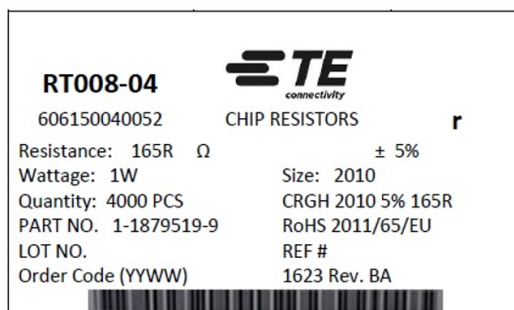 RT008-04
TE
connectivity
606150040052 CHIP RESISTORS r
Resistance: 165R Ω ± 5%
Wattage: 1W Size: 2010
Quantity: 4000 PCS CRGH 2010 5% 165R
PART NO. 1-1879519-9 RoHS 2011/65/EU
LOT NO. REF #
Order Code (YYWW) 1623 Rev. BA